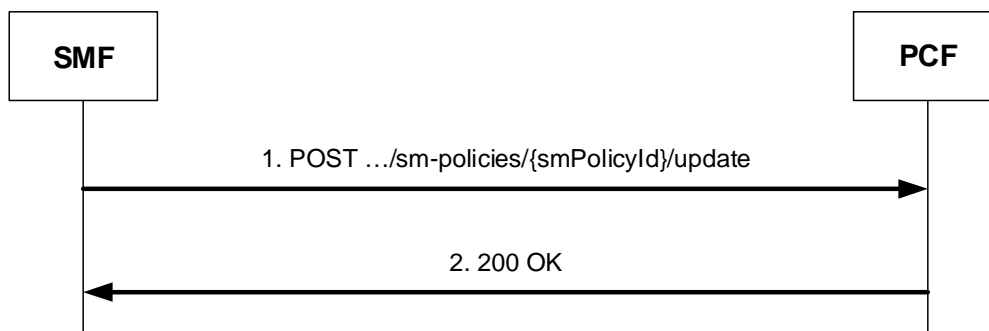 SMF
PCF
1. POST …/sm-policies/{smPolicyId}/update
2. 200 OK